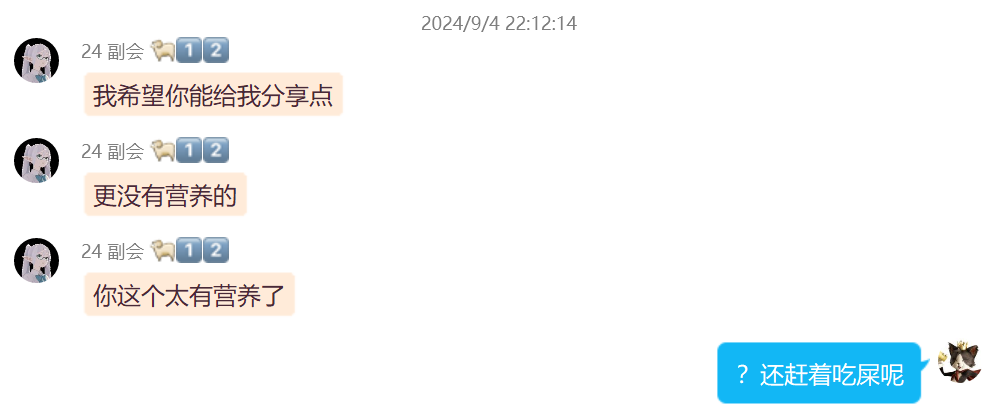 2024/9/4 22:12:14
24 副会 🐏1️⃣2️⃣
我希望你能给我分享点
24 副会 🐏1️⃣2️⃣
更没有营养的
24 副会 🐏1️⃣2️⃣
你这个太有营养了
？还赶着吃屎呢